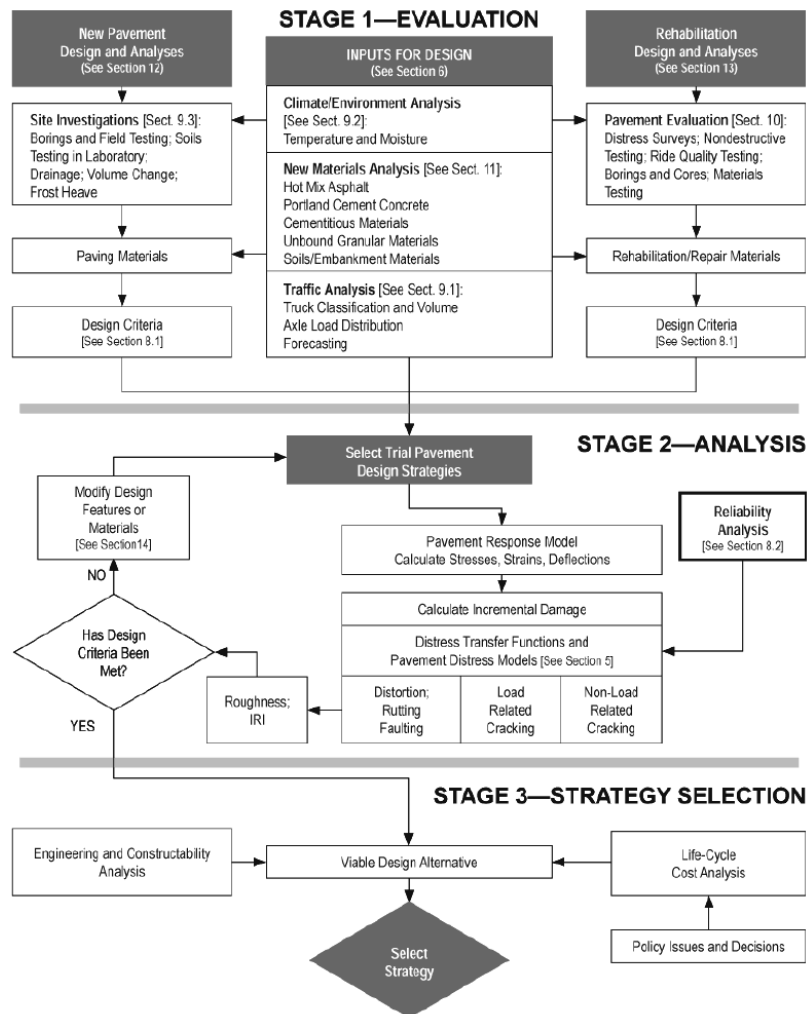 STAGE 1—EVALUATION
New Pavement
Design and Analyses
(See Section 12)
INPUTS FOR DESIGN
(See Section 6)
Rehabilitation
Design and Analyses
(See Section 13)
Site Investigations [Sect. 9.3]:
Borings and Field Testing; Soils
Testing in Laboratory;
Drainage; Volume Change;
Frost Heave
Climate/Environment Analysis
[See Sect. 9.2]:
Temperature and Moisture
Pavement Evaluation [Sect. 10]:
Distress Surveys; Nondestructive
Testing; Ride Quality Testing;
Borings and Cores; Materials
Testing
New Materials Analysis [See Sect. 11]:
Hot Mix Asphalt
Portland Cement Concrete
Cementitious Materials
Unbound Granular Materials
Soils/Embankment Materials
Paving Materials
Rehabilitation/Repair Materials
Traffic Analysis [See Sect. 9.1]:
Truck Classification and Volume
Axle Load Distribution
Forecasting
Design Criteria
[See Section 8.1]
Design Criteria
[See Section 8.1]
STAGE 2—ANALYSIS
Select Trial Pavement
Design Strategies
Modify Design
Features or
Materials
[See Section14]
Reliability
Analysis
[See Section 8.2]
Pavement Response Model
Calculate Stresses, Strains, Deflections
NO
Calculate Incremental Damage
Has Design
Criteria Been
Met?
Distress Transfer Functions and
Pavement Distress Models [See Section 5]
Roughness;
IRI
Distortion;
Rutting
Faulting
Load
Related
Cracking
Non-Load
Related
Cracking
YES
STAGE 3—STRATEGY SELECTION
Engineering and Constructability
Analysis
Viable Design Alternative
Life-Cycle
Cost Analysis
Select
Strategy
Policy Issues and Decisions